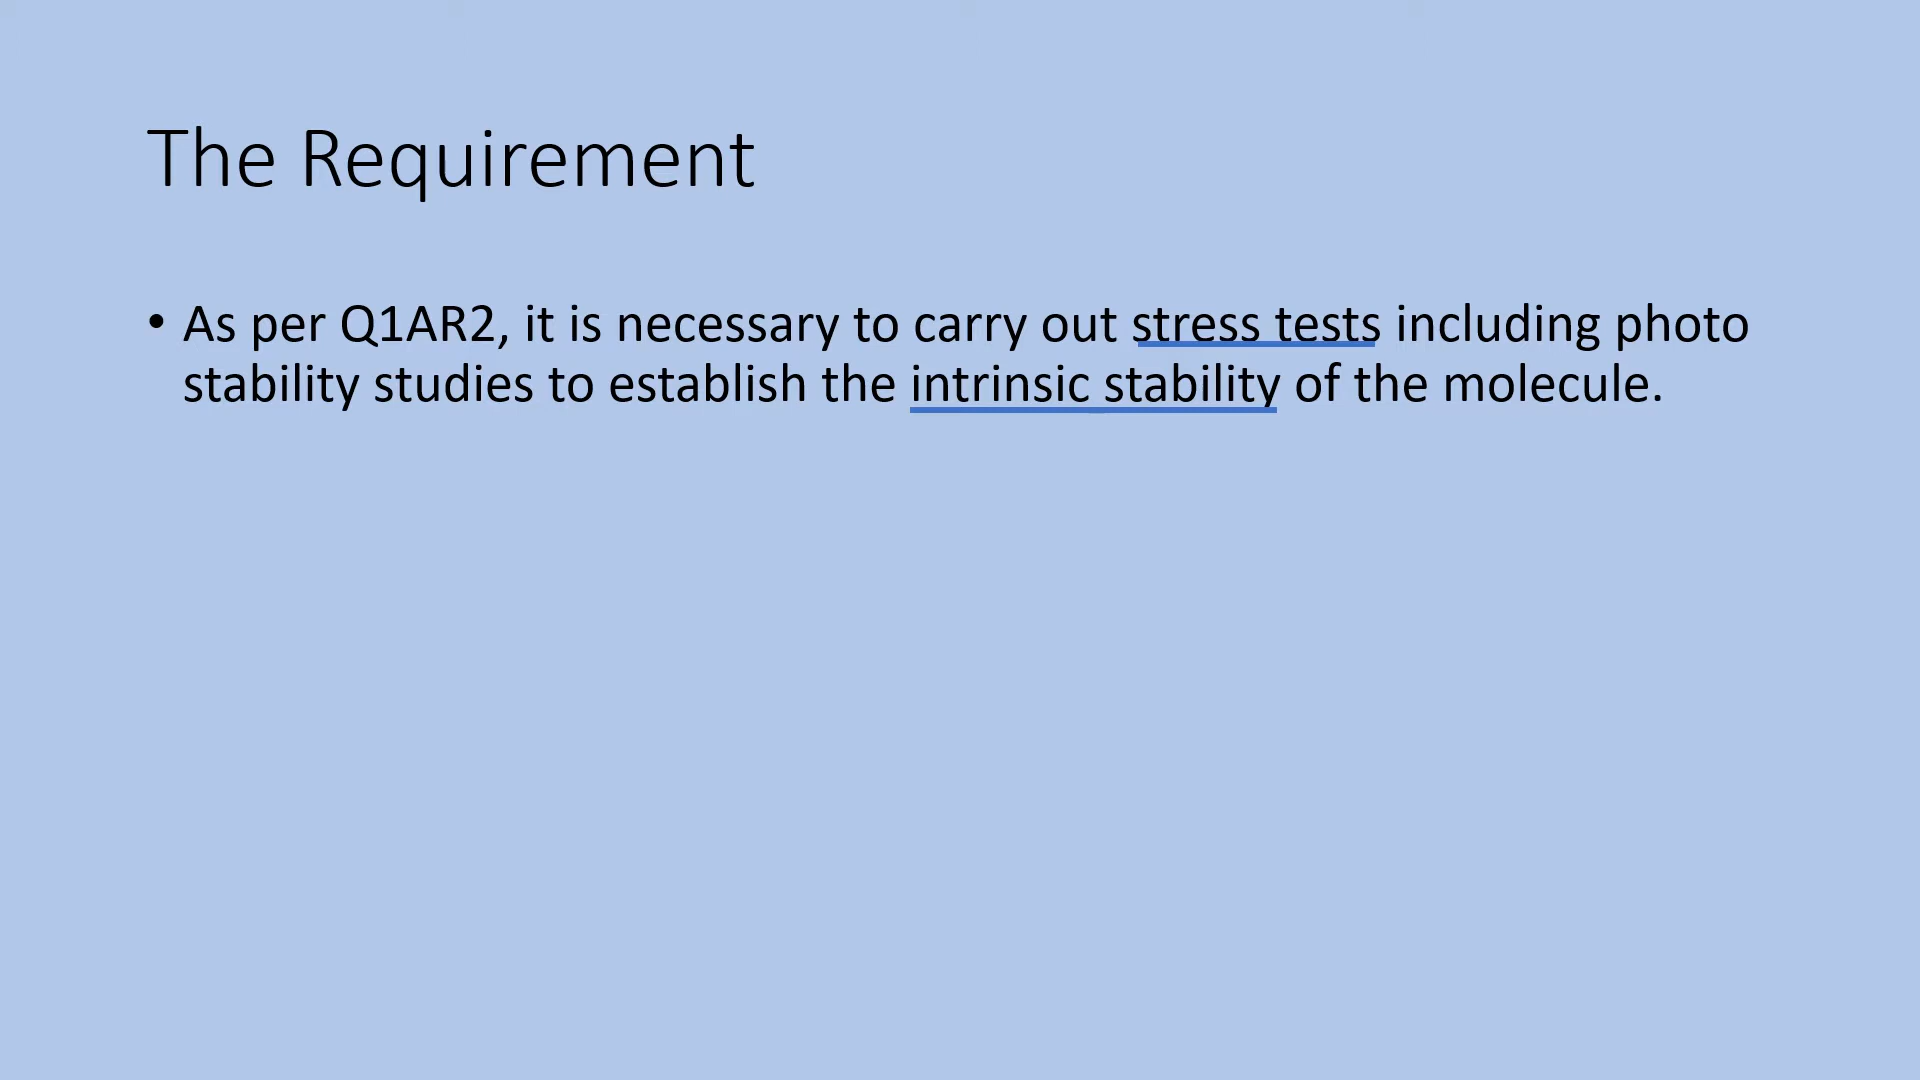 The Requirement
• As per Q1AR2, it is necessary to carry out stress tests including photo
stability studies to establish the intrinsic stability of the molecule.